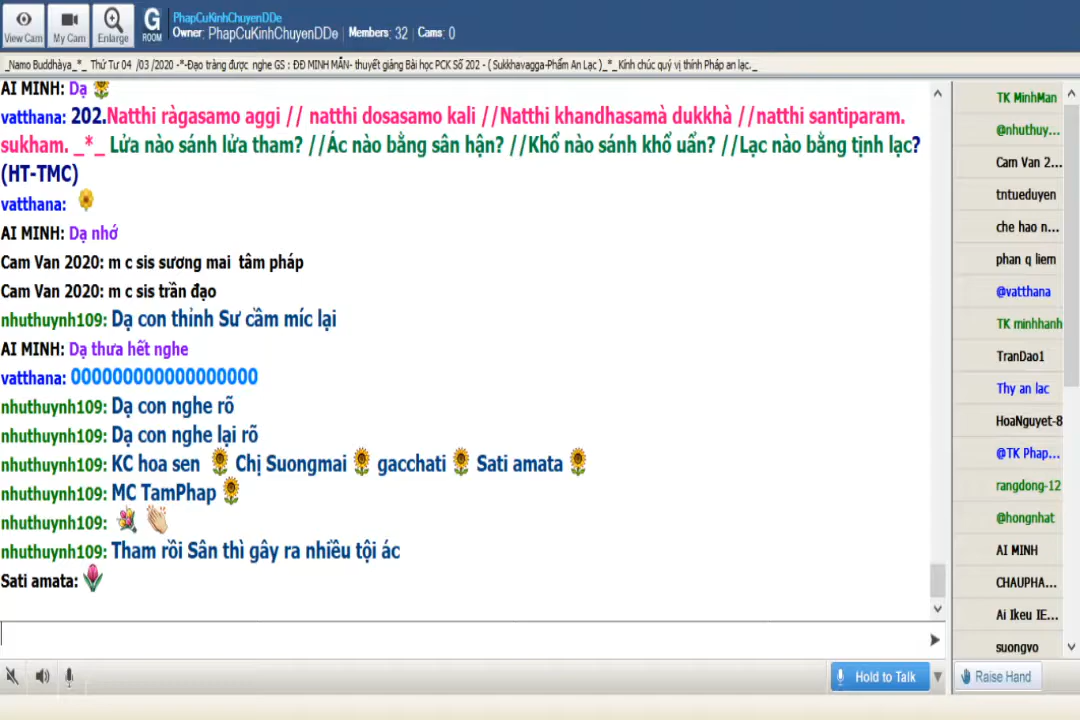 View Cam
My Cam
Enlarge
G
ROOM
PhapCuKinhChuyenDDe
Owner: PhapCuKinhChuyenDDe Members: 32 Cams: 0
_Namo Buddhàya_*_ Thứ Tư 04 /03 /2020 -*-Đạo tràng được nghe GS : ĐĐ MINH MẪN- thuyết giảng Bài học PCK Số 202 - ( Sukkhavagga-Phẩm An Lạc )_*_Kính chúc quý vị thính Pháp an lạc._
AI MINH: Dạ
vatthana: 202.Natthi ràgasamo aggi // natthi dosasamo kali //Natthi khandhasamà dukkhà //natthi santiparam.
sukham. _*_ Lửa nào sánh lửa tham? //Ác nào bằng sân hận? //Khổ nào sánh khổ uẩn? //Lạc nào bằng tịnh lạc?
(HT-TMC)
vatthana:
AI MINH: Dạ nhớ
Cam Van 2020: m c sis sương mai tâm pháp
Cam Van 2020: m c sis trần đạo
nhuthuynh109: Dạ con thỉnh Sư cầm míc lại
AI MINH: Dạ thưa hết nghe
vatthana: 00000000000000000
nhuthuynh109: Dạ con nghe rõ
nhuthuynh109: Dạ con nghe lại rõ
nhuthuynh109: KC hoa sen Chị Suongmai gacchati Sati amata
nhuthuynh109: MC TamPhap
nhuthuynh109:
nhuthuynh109: Tham rồi Sân thì gây ra nhiều tội ác
Sati amata:
Hold to Talk
TK MinhMan
@nhuthuy...
Cam Van 2...
tntueduyen
che hao n...
phan q liem
@vatthana
TK minhhanh
TranDao1
Thy an lac
HoaNguyet-8
@TK Phap...
rangdong-12
@hongnhat
AI MINH
CHAUPHA...
Ai Ikeu IE...
suongvo
Raise Hand